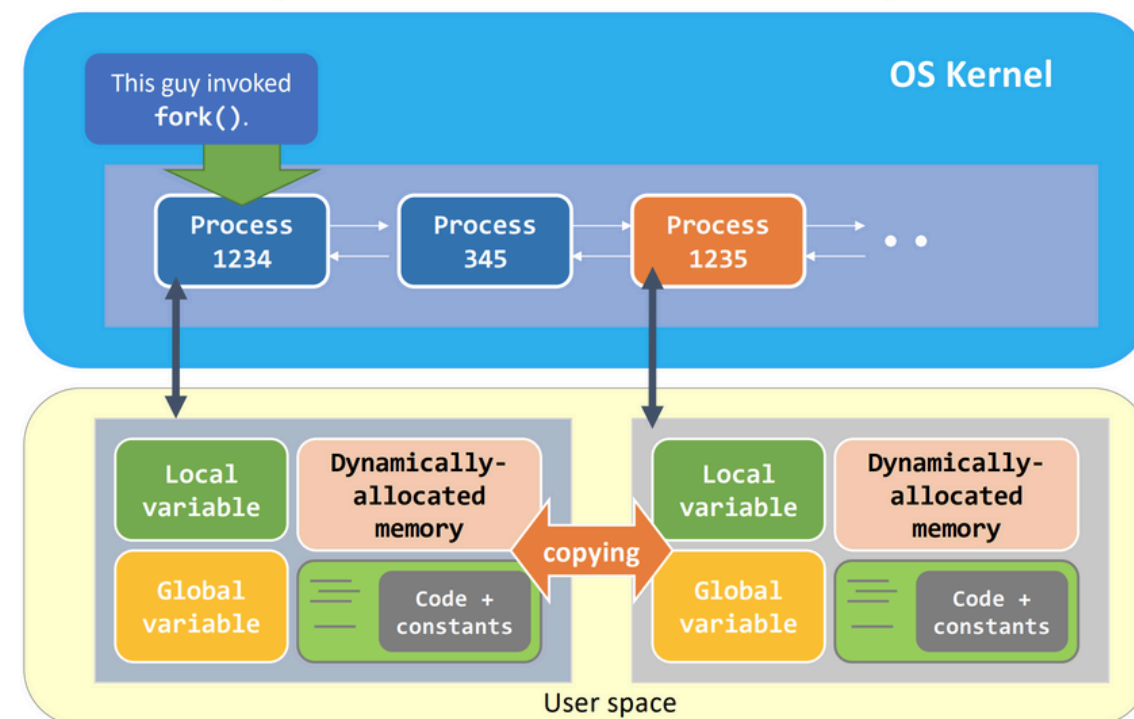 OS Kernel
This guy invoked
fork().
Process
1234
Process
345
Process
1235
Local
variable
Dynamically-
allocated
memory
Global
variable
Code +
constants
copying
Local
variable
Dynamically-
allocated
memory
Global
variable
Code +
constants
User space